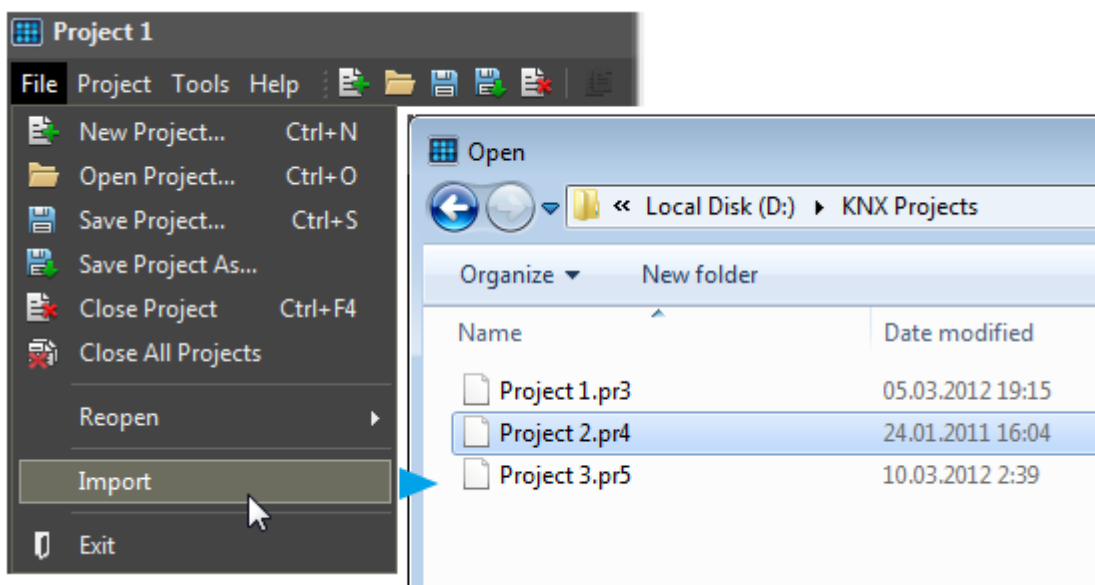 Project 1
File Project Tools Help
New Project... Ctrl+N
Open Project... Ctrl+O
Save Project... Ctrl+S
Save Project As...
Close Project Ctrl+F4
Close All Projects
Reopen
Import
Exit
Open
« Local Disk (D:) KNX Projects
Organize New folder
Name Date modified
Project 1.pr3 05.03.2012 19:15
Project 2.pr4 24.01.2011 16:04
Project 3.pr5 10.03.2012 2:39